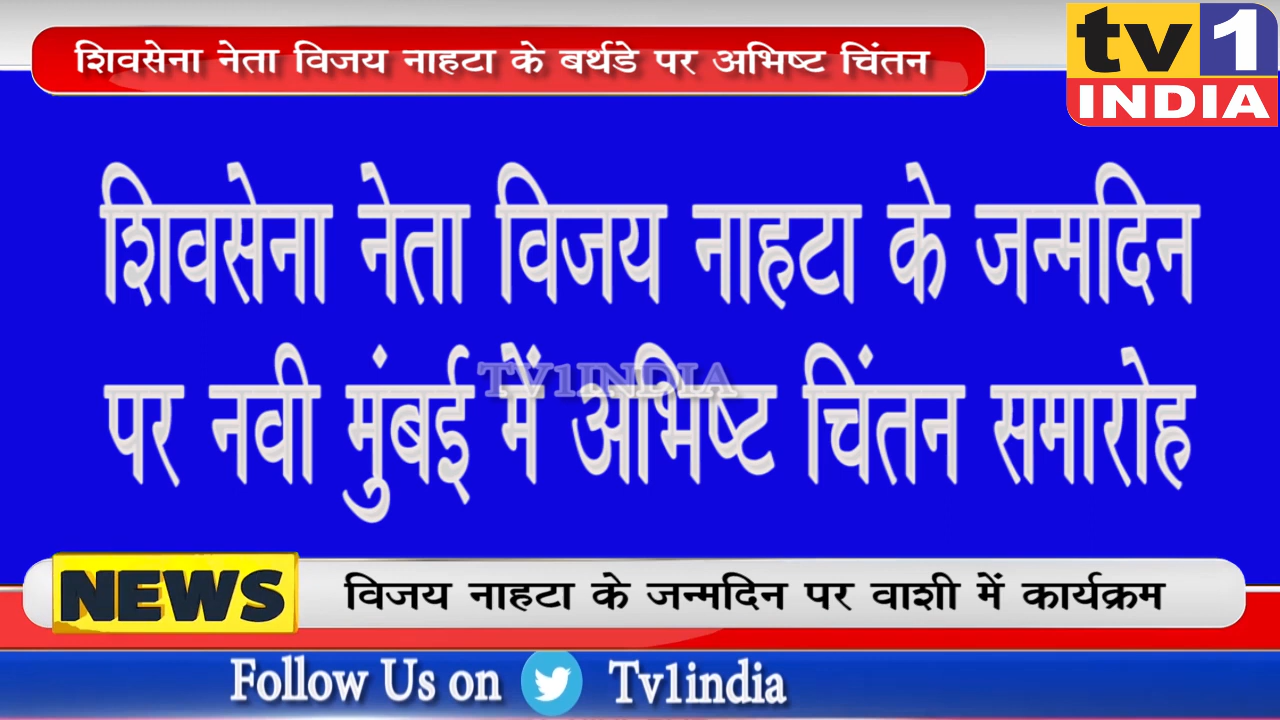 शिवसेना नेता विजय नाहटा के बर्थडे पर अभिष्ट चिंतन
tv1
INDIA
शिवसेना नेता विजय नाहटा के जन्मदिन
पर नवी मुंबई में अभिष्ट चिंतन समारोह
TV1INDIA
NEWS
विजय नाहटा के जन्मदिन पर वाशी में कार्यक्रम
Follow Us on Tv1india